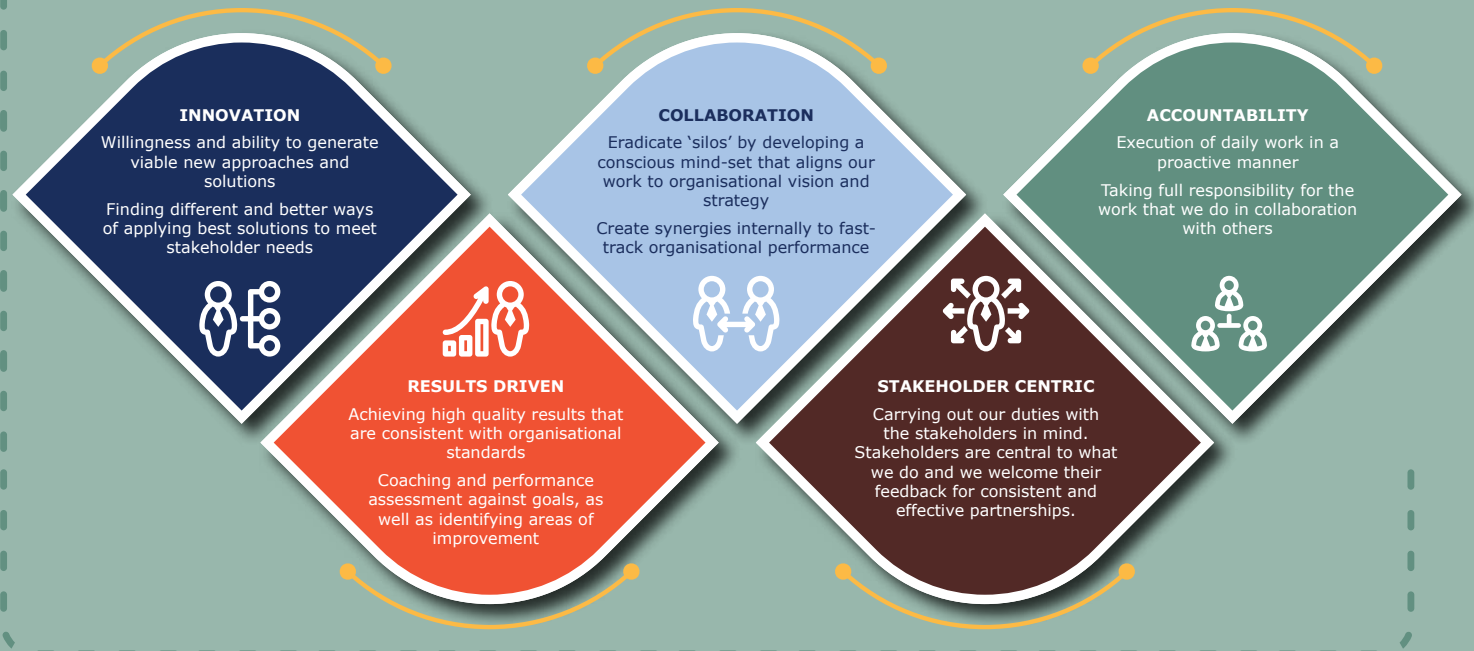 INNOVATION
Willingness and ability to generate
viable new approaches and
solutions
Finding different and better ways
of applying best solutions to meet
stakeholder needs
RESULTS DRIVEN
Achieving high quality results that
are consistent with organisational
standards
Coaching and performance
assessment against goals, as
well as identifying areas of
improvement
COLLABORATION
Eradicate ‘silos’ by developing a
conscious mind-set that aligns our
work to organisational vision and
strategy
Create synergies internally to fast-
track organisational performance
STAKEHOLDER CENTRIC
Carrying out our duties with
the stakeholders in mind.
Stakeholders are central to what
we do and we welcome their
feedback for consistent and
effective partnerships.
ACCOUNTABILITY
Execution of daily work in a
proactive manner
Taking full responsibility for the
work that we do in collaboration
with others